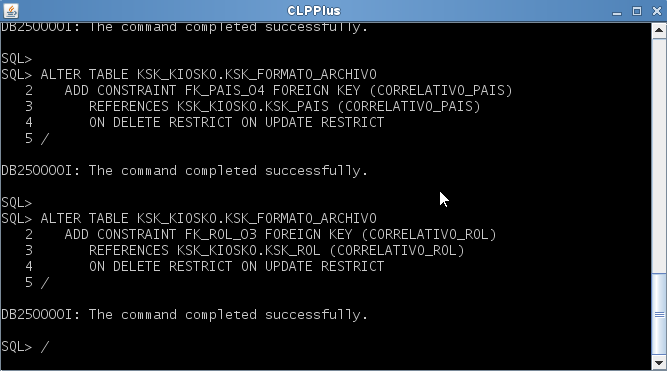 CLPPlus
DB250000I: The command completed successfully.
SQL>
SQL> ALTER TABLE KSK_KIOSKO.KSK_FORMATO_ARCHIVO
2 ADD CONSTRAINT FK_PAIS_04 FOREIGN KEY (CORRELATIVO_PAIS)
3 REFERENCES KSK_KIOSKO.KSK_PAIS (CORRELATIVO_PAIS)
4 ON DELETE RESTRICT ON UPDATE RESTRICT
5 /
DB250000I: The command completed successfully.
SQL>
SQL> ALTER TABLE KSK_KIOSKO.KSK_FORMATO_ARCHIVO
2 ADD CONSTRAINT FK_ROL_03 FOREIGN KEY (CORRELATIVO_ROL)
3 REFERENCES KSK_KIOSKO.KSK_ROL (CORRELATIVO_ROL)
4 ON DELETE RESTRICT ON UPDATE RESTRICT
5 /
DB250000I: The command completed successfully.
SQL> /